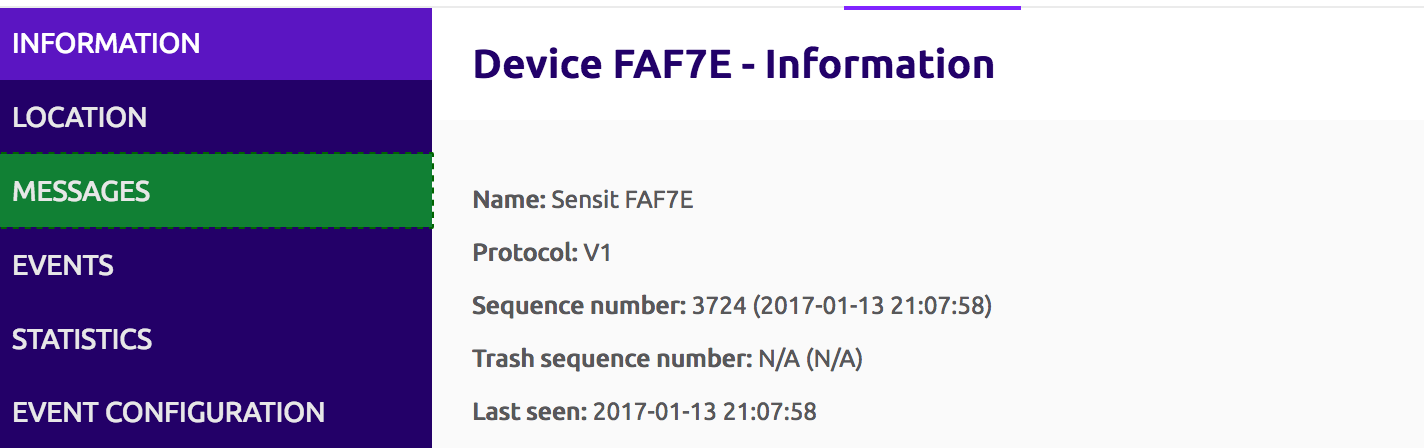 INFORMATION
LOCATION
MESSAGES
EVENTS
STATISTICS
EVENT CONFIGURATION
Device FAF7E - Information
Name: Sensit FAF7E
Protocol: V1
Sequence number: 3724 (2017-01-13 21:07:58)
Trash sequence number: N/A (N/A)
Last seen: 2017-01-13 21:07:58